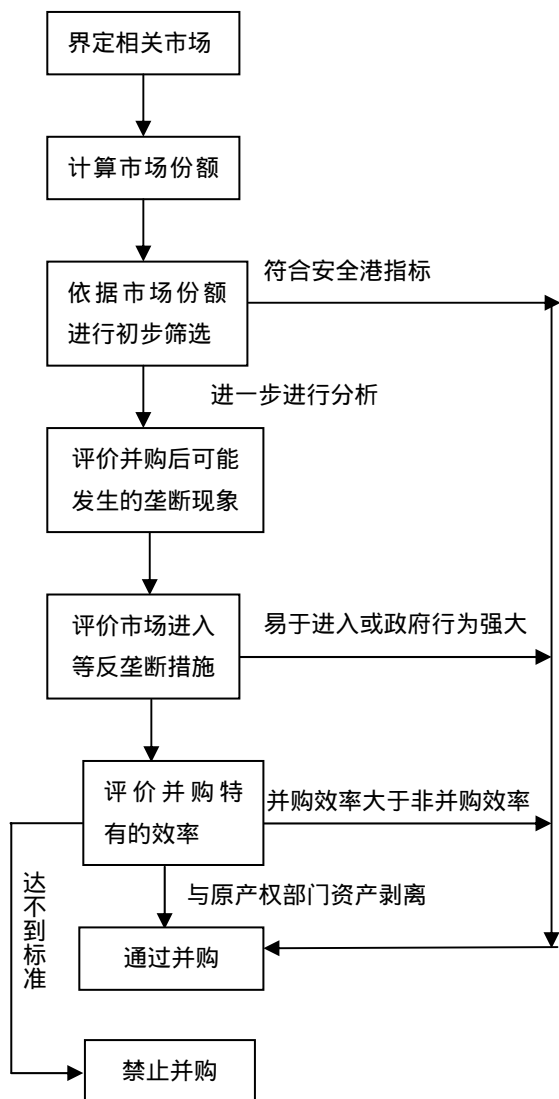 界定相关市场
计算市场份额
符合安全港指标
依据市场份额
进行初步筛选
进一步进行分析
评价并购后可能
发生的垄断现象
易于进入或政府行为强大
评价市场进入
等反垄断措施
评价并购特
有的效率
并购效率大于非并购效率
达不到标准
与原产权部门资产剥离
通过并购
禁止并购